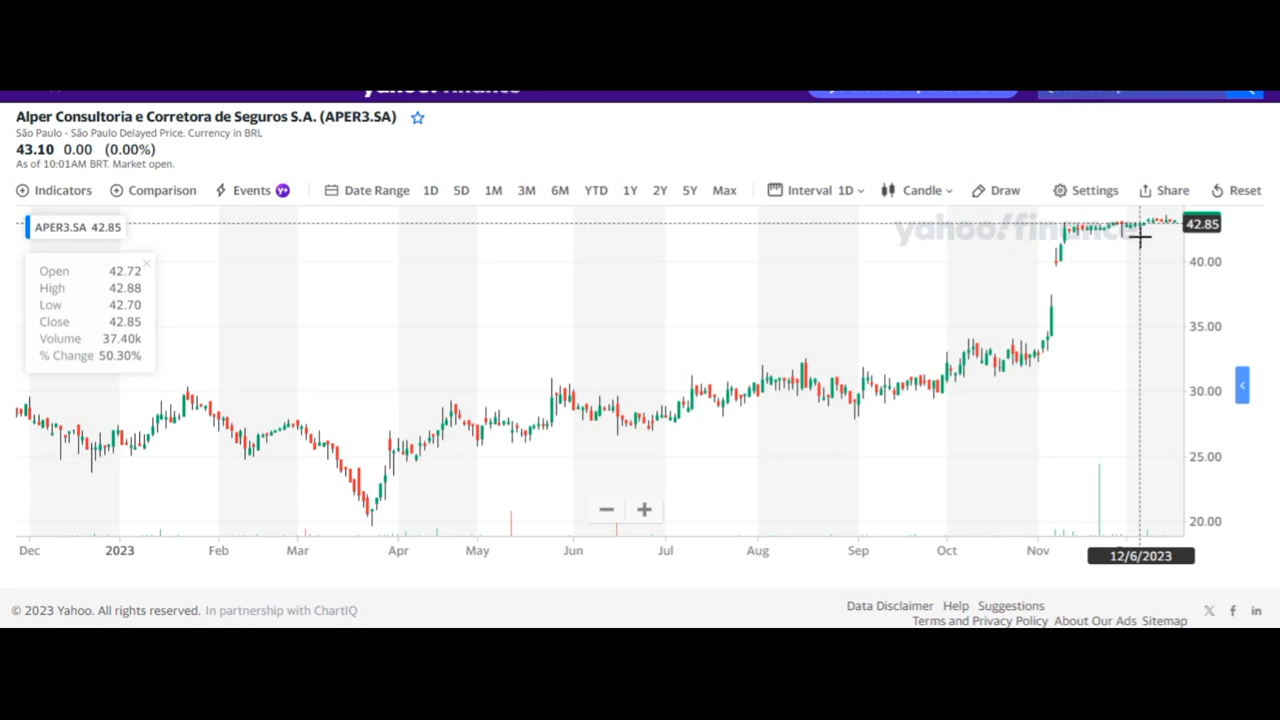 Alper Consultoria e Corretora de Seguros S.A. (APER3.SA)
São Paulo - São Paulo Delayed Price. Currency in BRL
43.10 0.00 (0.00%)
As of 10:01AM BRT. Market open.
Indicators Comparison Events Y+ Date Range 1D 5D 1M 3M 6M YTD 1Y 2Y 5Y Max Interval 1D Candle Draw Settings Share Reset
APER3.SA 42.85
yahoo!finance
42.85
Open 42.72
High 42.88
Low 42.70
Close 42.85
Volume 37.40k
% Change 50.30%
40.00
35.00
30.00
25.00
20.00
Dec 2023 Feb Mar Apr May Jun Jul Aug Sep Oct Nov
12/6/2023
© 2023 Yahoo. All rights reserved. In partnership with ChartIQ
Data Disclaimer Help Suggestions
Terms and Privacy Policy About Our Ads Sitemap